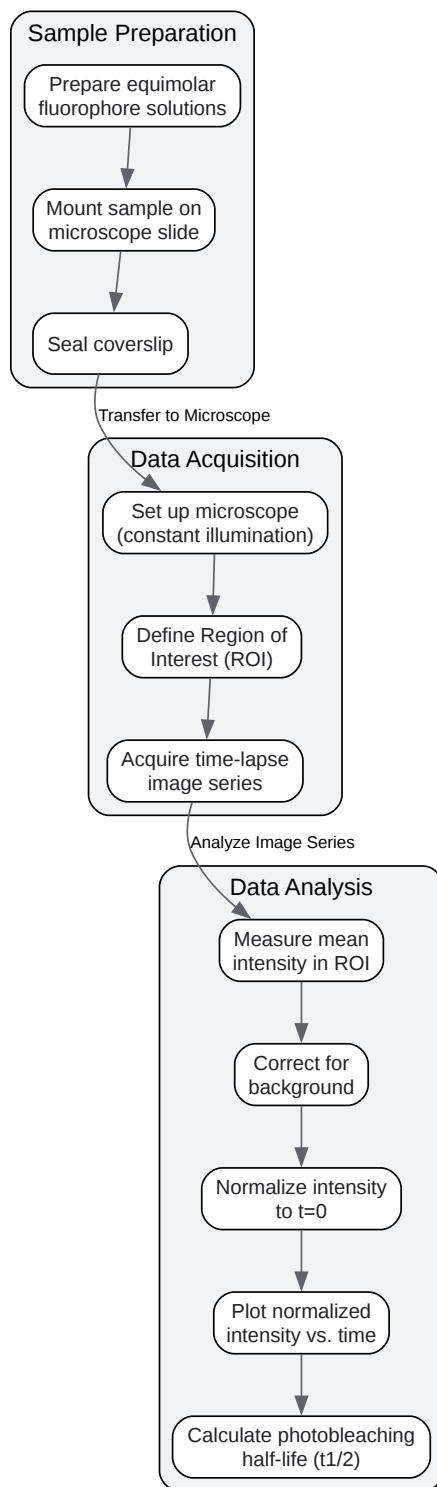 Sample Preparation
Prepare equimolar
fluorophore solutions
Mount sample on
microscope slide
Seal coverslip
Transfer to Microscope
Data Acquisition
Set up microscope
(constant illumination)
Define Region of
Interest (ROI)
Acquire time-lapse
image series
Analyze Image Series
Data Analysis
Measure mean
intensity in ROI
Correct for
background
Normalize intensity
to t=0
Plot normalized
intensity vs. time
Calculate photobleaching
half-life (t1/2)